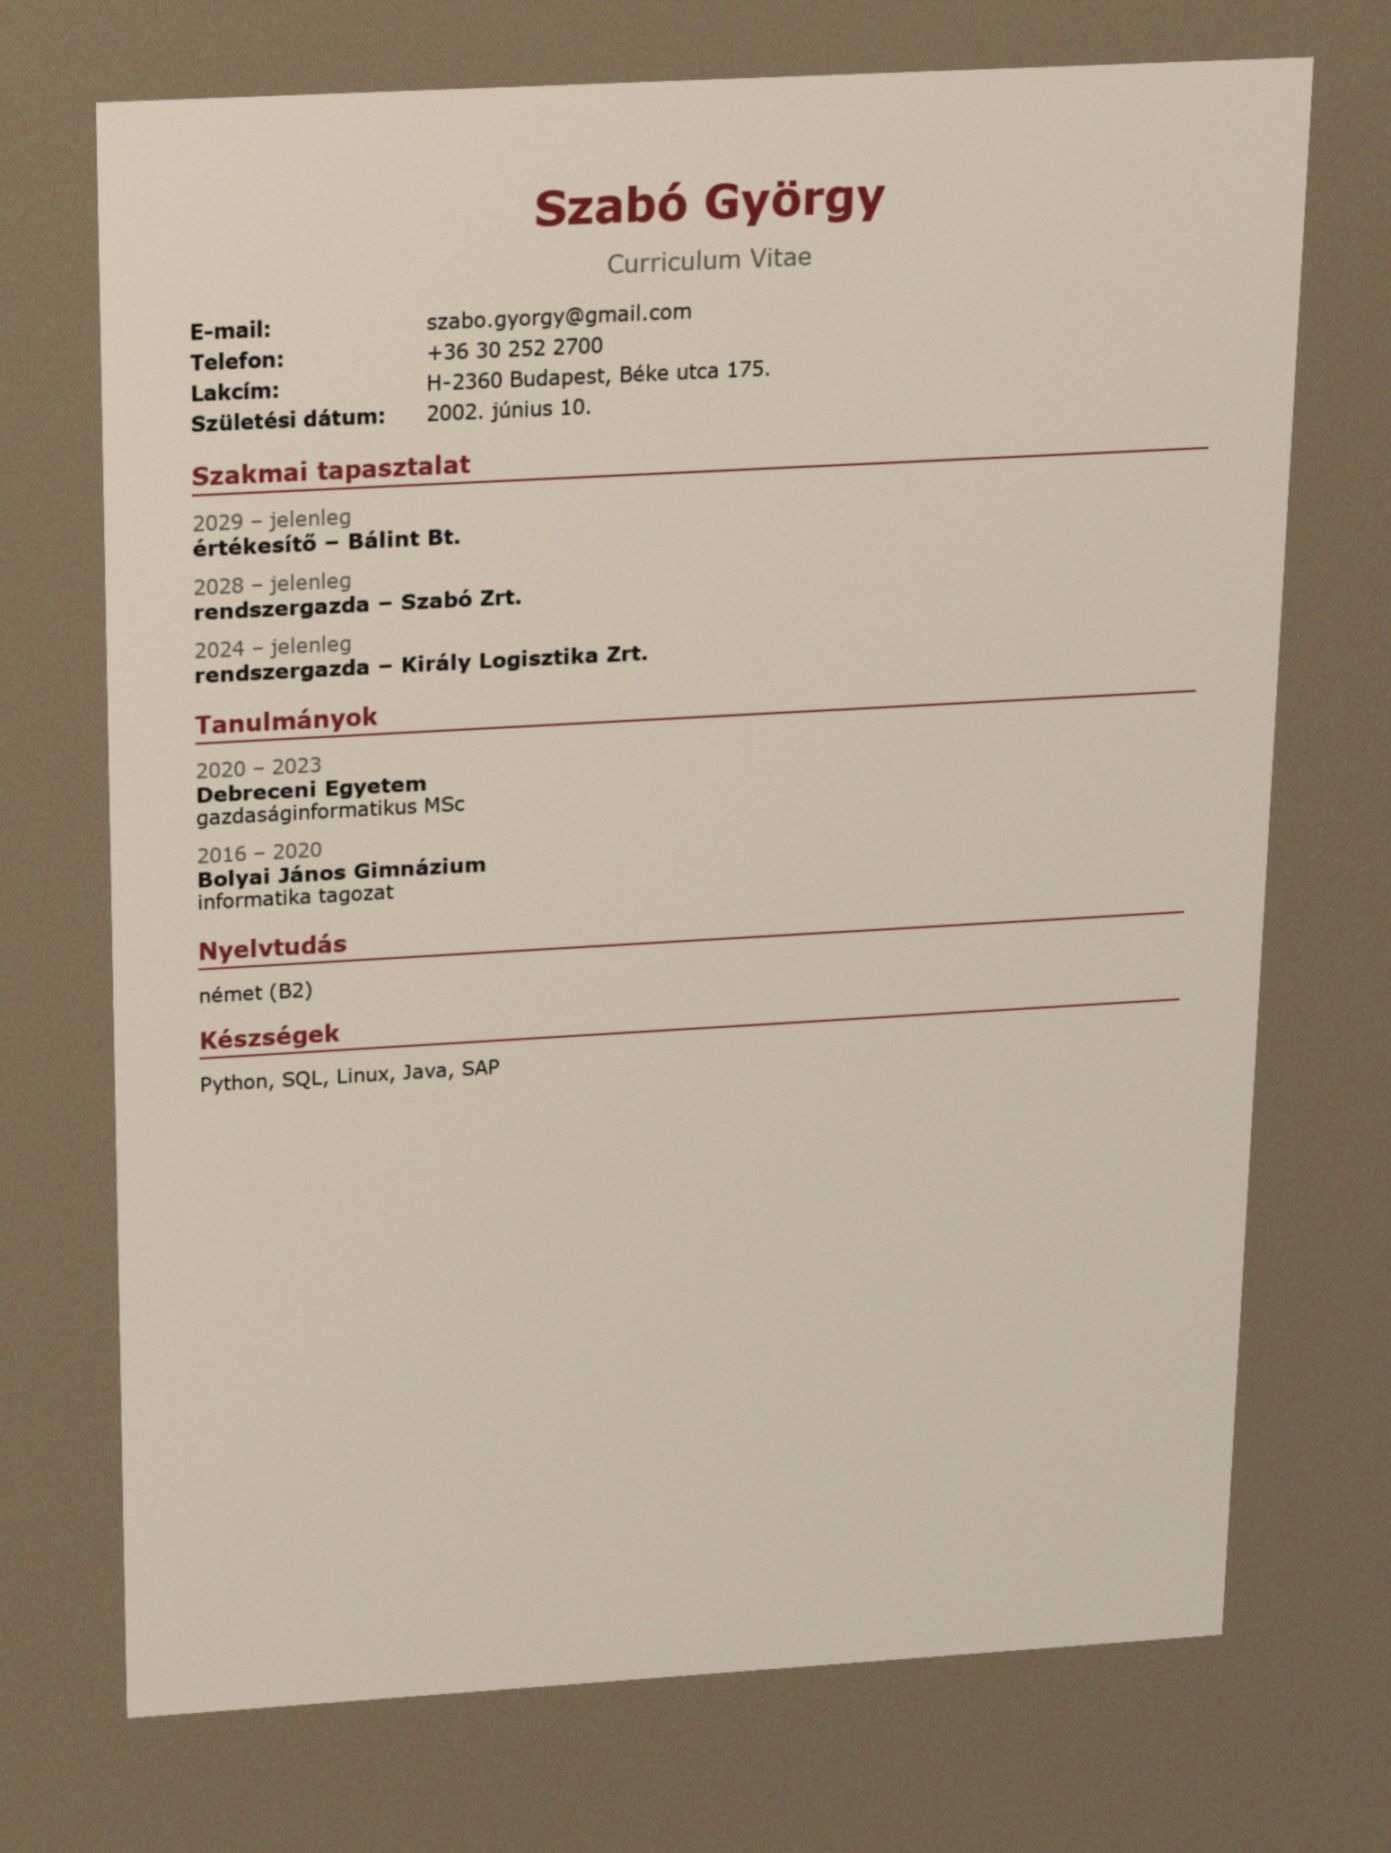 Szabó György
Curriculum Vitae
E-mail: szabo.gyorgy@gmail.com
Telefon: +36 30 252 2700
Lakcím: H-2360 Budapest, Béke utca 175.
Születési dátum: 2002. június 10.
Szakmai tapasztalat
2029 – jelenleg
értékesítő – Bálint Bt.
2028 – jelenleg
rendszergazda – Szabó Zrt.
2024 – jelenleg
rendszergazda – Király Logisztika Zrt.
Tanulmányok
2020 – 2023
Debreceni Egyetem
gazdaságinformatikus MSc
2016 – 2020
Bolyai János Gimnázium
informatika tagozat
Nyelvtudás
német (B2)
Készségek
Python, SQL, Linux, Java, SAP